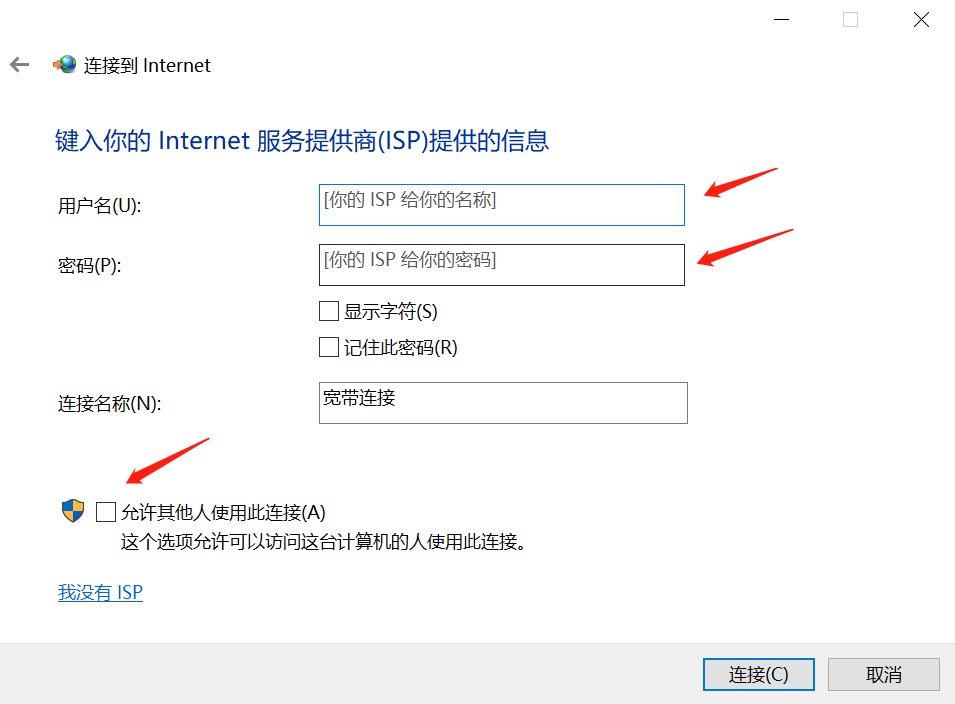 连接到 Internet
键入你的 Internet 服务提供商(ISP)提供的信息
用户名(U):
[你的 ISP 给你的名称]
密码(P):
[你的 ISP 给你的密码]
显示字符(S)
记住此密码(R)
连接名称(N):
宽带连接
允许其他人使用此连接(A)
这个选项允许可以访问这台计算机的人使用此连接。
我没有 ISP
连接(C)
取消